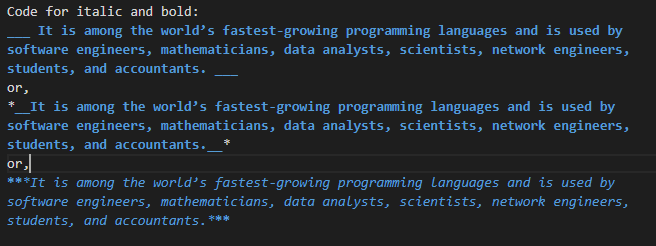 Code for italic and bold:
___ It is among the world’s fastest-growing programming languages and is used by
software engineers, mathematicians, data analysts, scientists, network engineers,
students, and accountants. ___
or,
*__It is among the world’s fastest-growing programming languages and is used by
software engineers, mathematicians, data analysts, scientists, network engineers,
students, and accountants.__*
or,
***It is among the world’s fastest-growing programming languages and is used by
software engineers, mathematicians, data analysts, scientists, network engineers,
students, and accountants.***